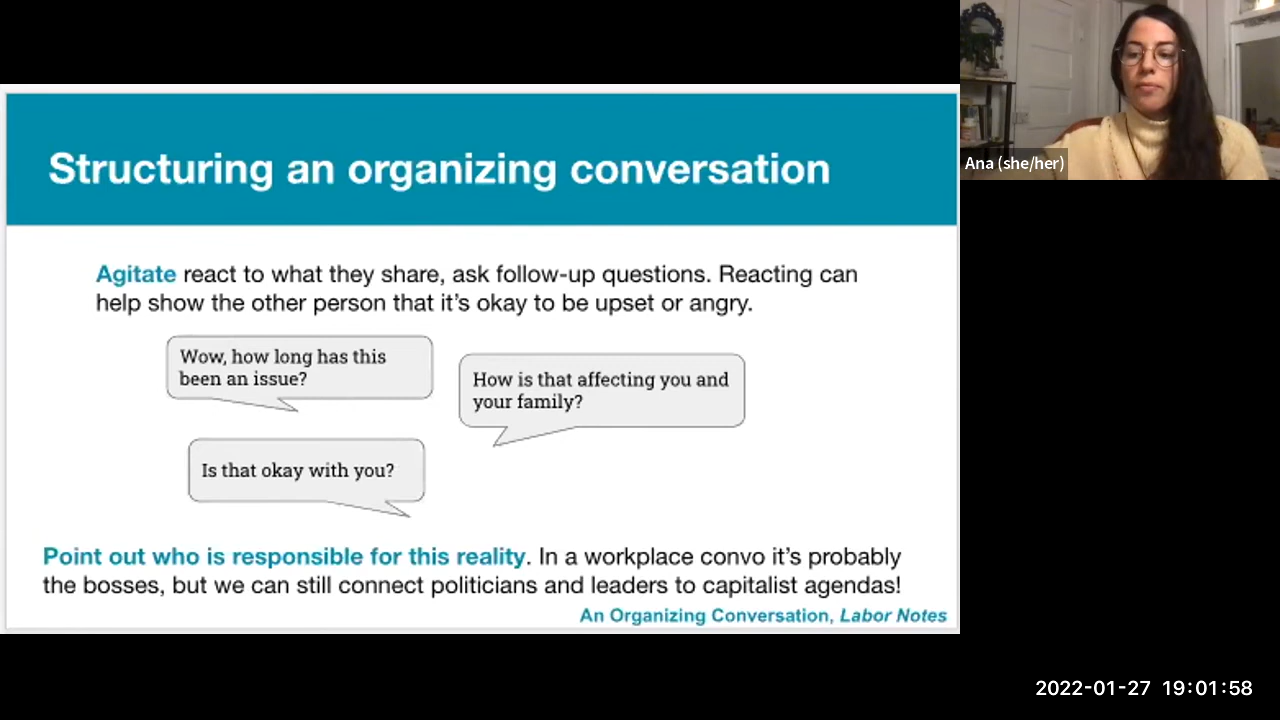 Structuring an organizing conversation
Ana (she/her)
Agitate react to what they share, ask follow-up questions. Reacting can
help show the other person that it's okay to be upset or angry.
Wow, how long has this
been an issue?
How is that affecting you and
your family?
Is that okay with you?
Point out who is responsible for this reality. In a workplace convo it's probably
the bosses, but we can still connect politicians and leaders to capitalist agendas!
An Organizing Conversation, Labor Notes
2022-01-27 19:01:58